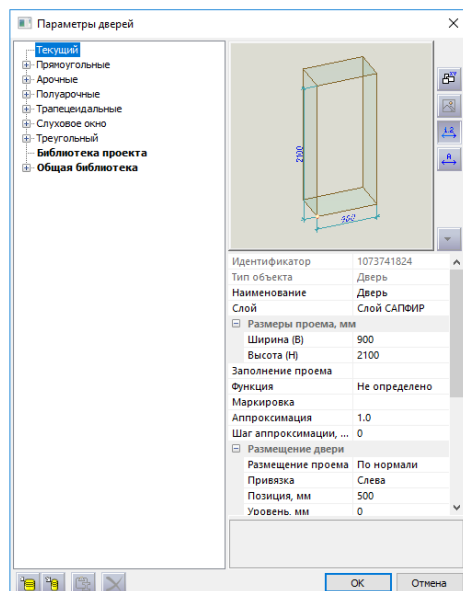 Параметры дверей
Текущий
Прямоугольные
Арочные
Полуарочные
Трапецеидальные
Слуховое окно
Треугольный
Библиотека проекта
Общая библиотека
2100
900
1.2
A
Идентификатор 1073741824
Тип объекта Дверь
Наименование Дверь
Слой Слой САПФИР
Размеры проема, мм
Ширина (B) 900
Высота (H) 2100
Заполнение проема
Функция Не определено
Маркировка
Аппроксимация 1.0
Шаг аппроксимации, ... 0
Размещение двери
Размещение проема По нормали
Привязка Слева
Позиция, мм 500
Уровень, мм 0
OK Отмена